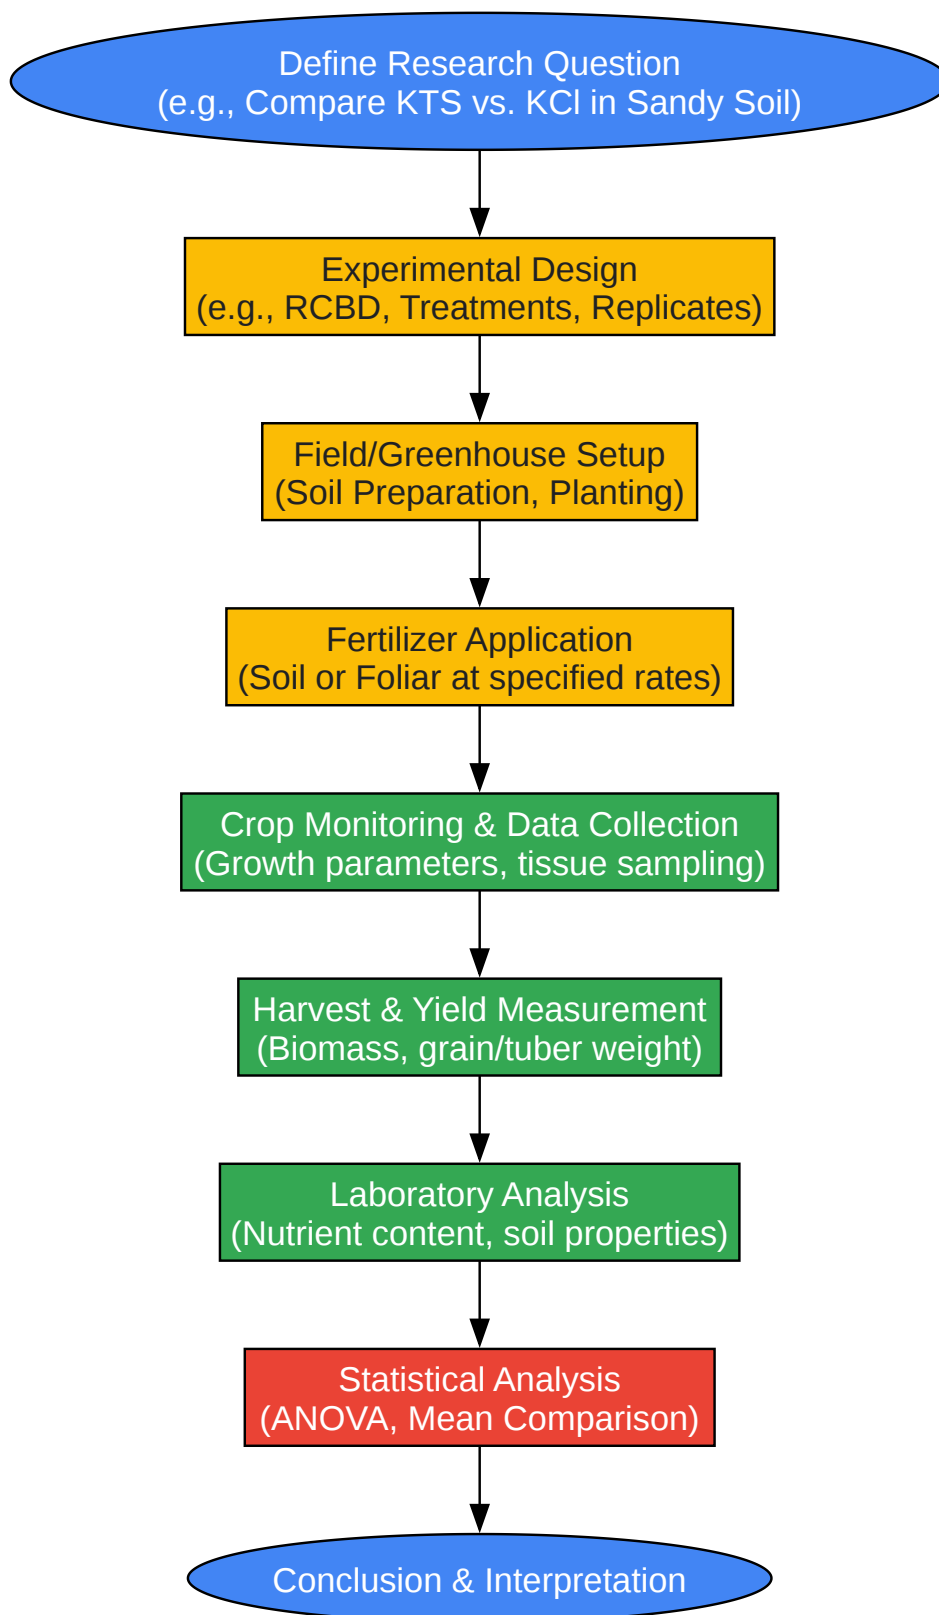 Define Research Question
(e.g., Compare KTS vs. KCl in Sandy Soil)
Experimental Design
(e.g., RCBD, Treatments, Replicates)
Field/Greenhouse Setup
(Soil Preparation, Planting)
Fertilizer Application
(Soil or Foliar at specified rates)
Crop Monitoring & Data Collection
(Growth parameters, tissue sampling)
Harvest & Yield Measurement
(Biomass, grain/tuber weight)
Laboratory Analysis
(Nutrient content, soil properties)
Statistical Analysis
(ANOVA, Mean Comparison)
Conclusion & Interpretation